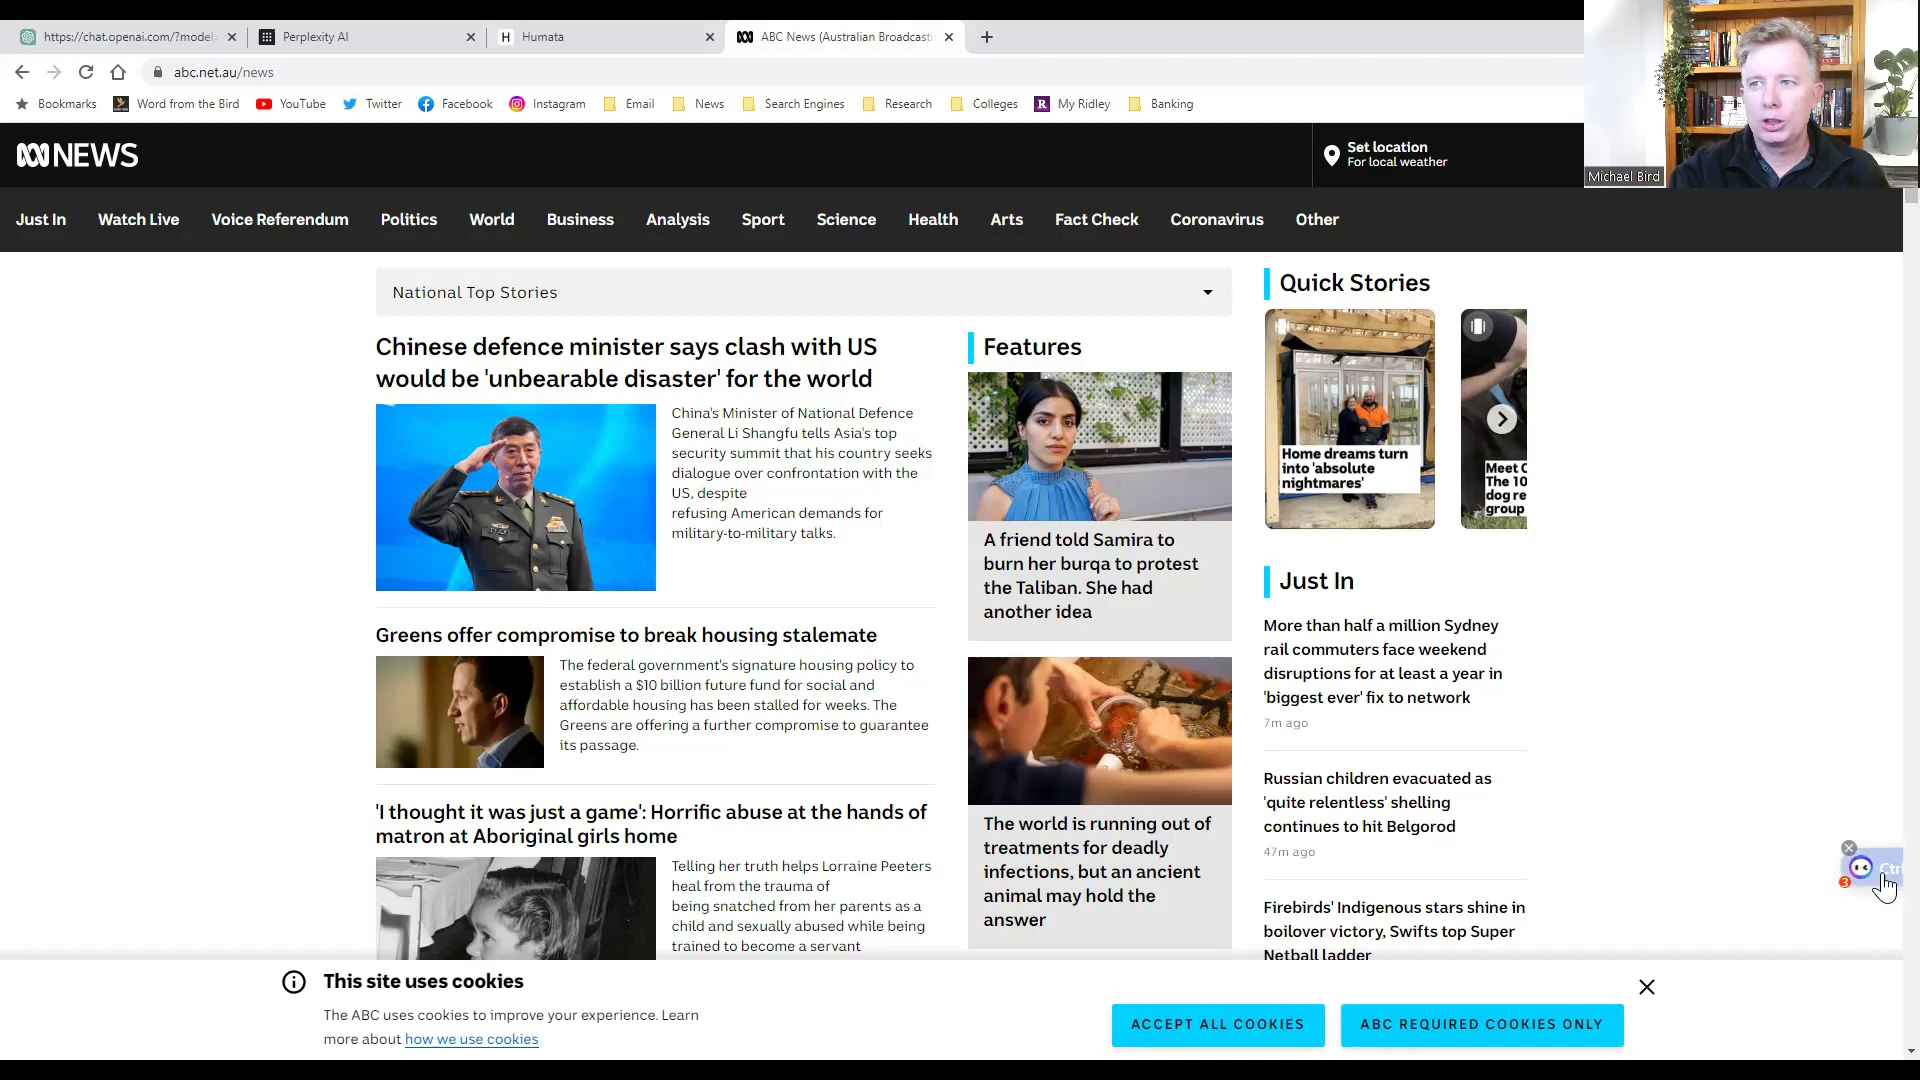 https://chat.openai.com/?model=
Perplexity AI
H Humata
ABC News (Australian Broadcasti
abc.net.au/news
Bookmarks Word from the Bird YouTube Twitter Facebook Instagram Email News Search Engines Research Colleges R My Ridley Banking
NEWS
Set location
For local weather
Michael Bird
Just In Watch Live Voice Referendum Politics World Business Analysis Sport Science Health Arts Fact Check Coronavirus Other
National Top Stories
Chinese defence minister says clash with US
would be 'unbearable disaster' for the world
China's Minister of National Defence
General Li Shangfu tells Asia's top
security summit that his country seeks
dialogue over confrontation with the
US, despite
refusing American demands for
military-to-military talks.
Greens offer compromise to break housing stalemate
The federal government's signature housing policy to
establish a $10 billion future fund for social and
affordable housing has been stalled for weeks. The
Greens are offering a further compromise to guarantee
its passage.
'I thought it was just a game': Horrific abuse at the hands of
matron at Aboriginal girls home
Telling her truth helps Lorraine Peeters
heal from the trauma of
being snatched from her parents as a
child and sexually abused while being
trained to become a servant
Features
A friend told Samira to
burn her burqa to protest
the Taliban. She had
another idea
The world is running out of
treatments for deadly
infections, but an ancient
animal may hold the
answer
Quick Stories
Home dreams turn
into 'absolute
nightmares'
Meet C
The 10
dog re
group
Just In
More than half a million Sydney
rail commuters face weekend
disruptions for at least a year in
'biggest ever' fix to network
7m ago
Russian children evacuated as
'quite relentless' shelling
continues to hit Belgorod
47m ago
Firebirds' Indigenous stars shine in
boilover victory, Swifts top Super
Netball ladder
3
Ctrl
This site uses cookies
The ABC uses cookies to improve your experience. Learn
more about how we use cookies
ACCEPT ALL COOKIES
ABC REQUIRED COOKIES ONLY